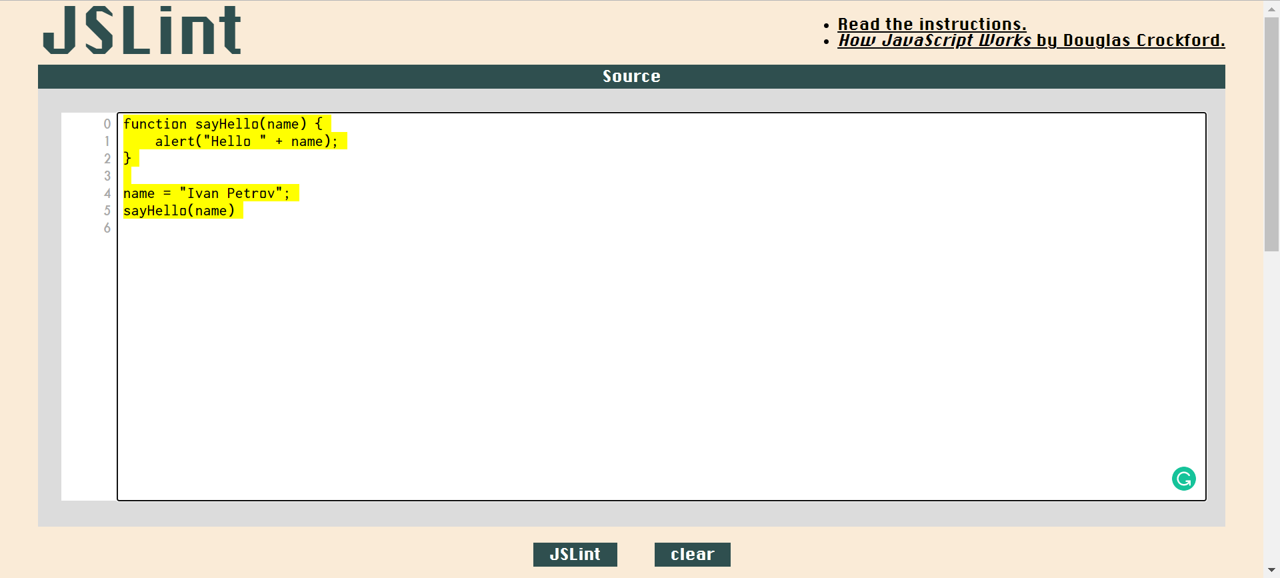 JSLint
Read the instructions.
How JavaScript Works by Douglas Crockford.
Source
0 function sayHello(name) {
1     alert("Hello " + name);
2 }
3
4 name = "Ivan Petrov";
5 sayHello(name)
6
JSLint
clear